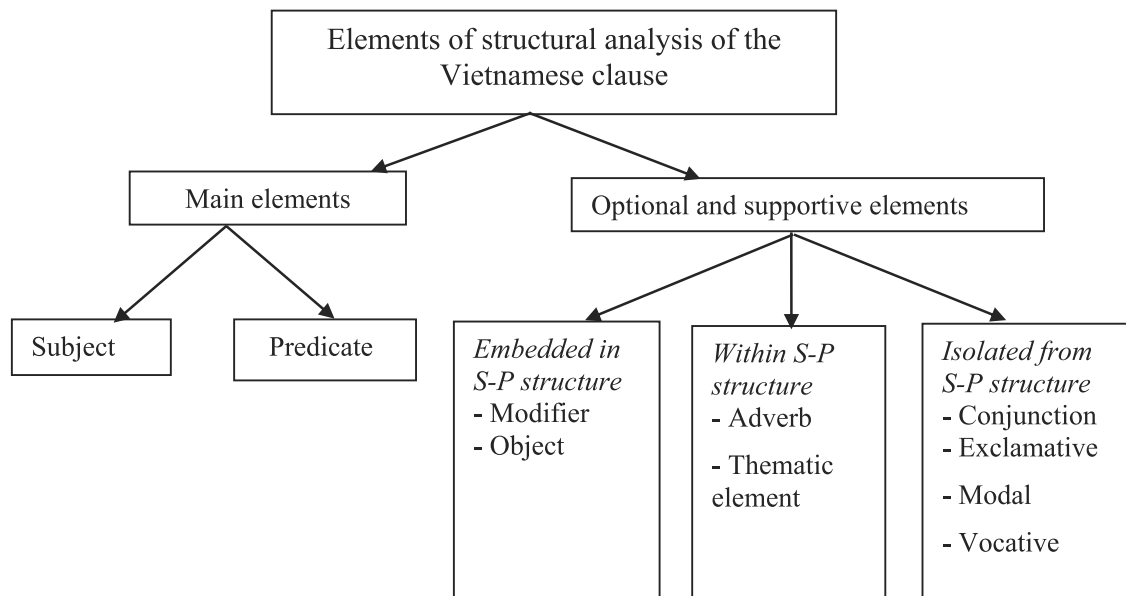 Elements of structural analysis of the
Vietnamese clause
Main elements
Optional and supportive elements
Subject
Predicate
Embedded in
S-P structure
- Modifier
- Object
Within S-P
structure
- Adverb
- Thematic
element
Isolated from
S-P structure
- Conjunction
- Exclamative
- Modal
- Vocative